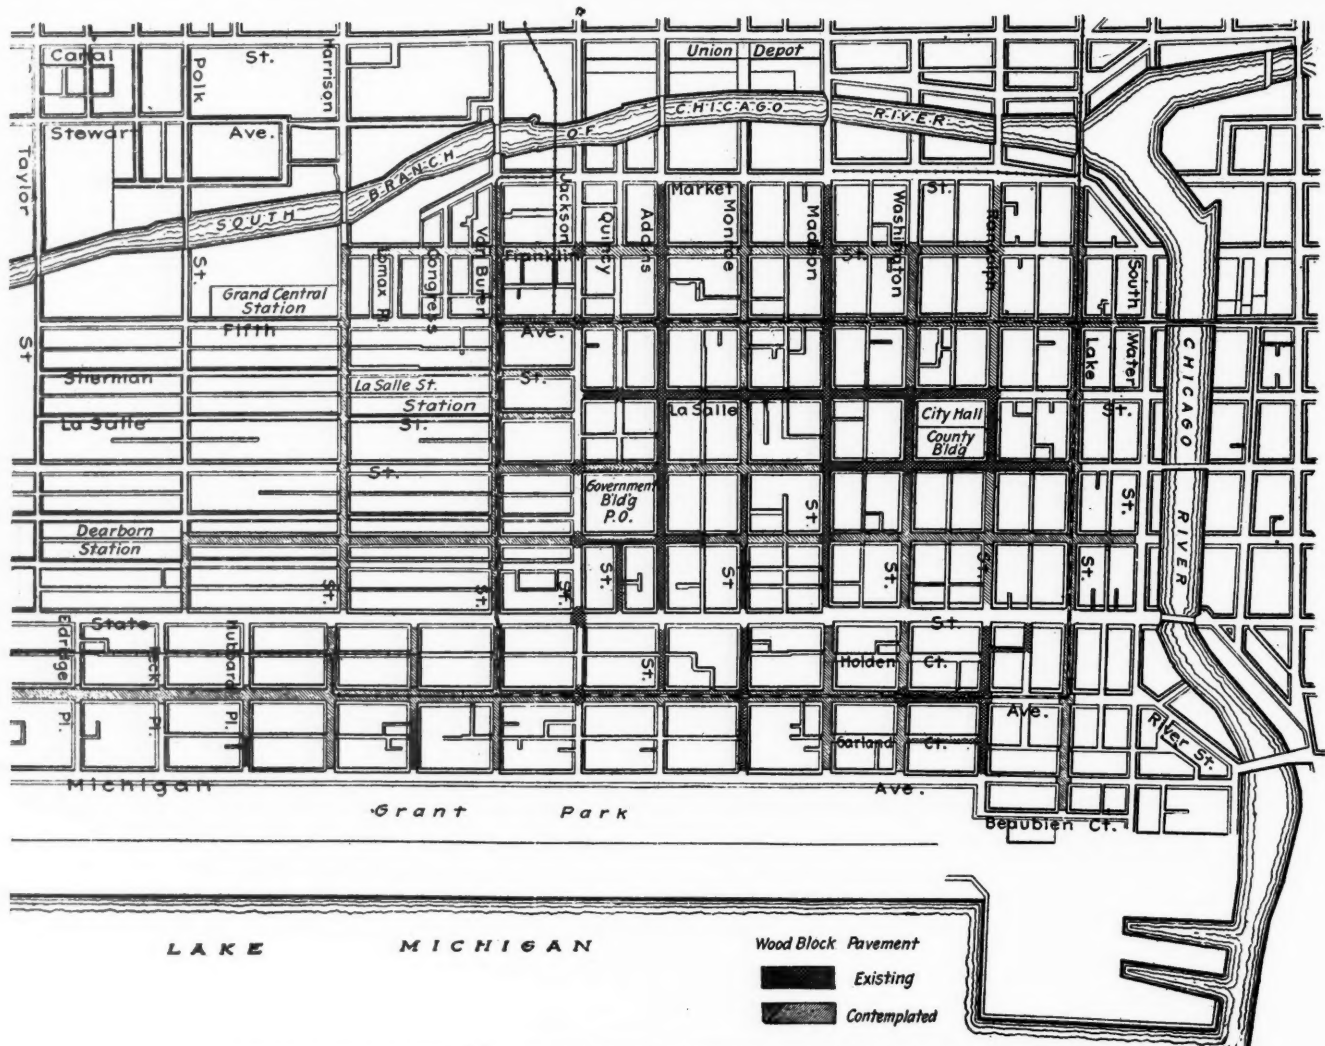 Canal St.
Union Depot
Polk St.
Harrison St.
Stewart Ave.
Taylor St.
SOUTH BRANCH OF CHICAGO RIVER
Market St.
Jackson St.
Quincy St.
Adams St.
Monroe St
Madison St.
Washington St.
Randolph St.
Lomax Pl.
Congress
Van Buren St.
Franklin St.
South Water St.
Lake St.
Grand Central
Station
Fifth Ave.
Sherman St.
La Salle St.
Station
La Salle St.
La Salle St.
City Hall
County
Bldg
CHICAGO RIVER
St.
Government
Bld'g
P.O.
Dearborn
Station
State St.
Eldridge Pl.
Peck Pl.
Hubbard Pl.
Holden Ct.
Ave.
Garland Ct.
River St.
Michigan Ave.
Grant Park
Beaubien Ct.
LAKE MICHIGAN
Wood Block Pavement
Existing
Contemplated